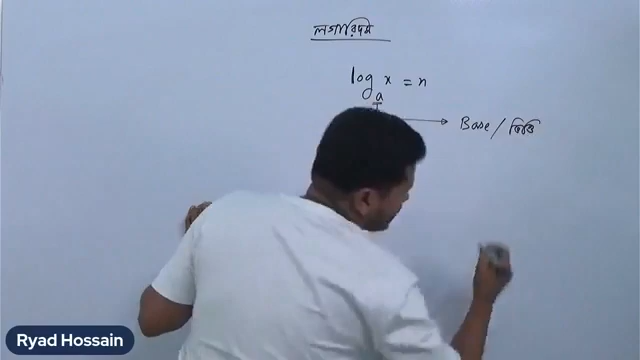 লগারিদম
log_a x = n
Base / ভিত্তি
Ryad Hossain